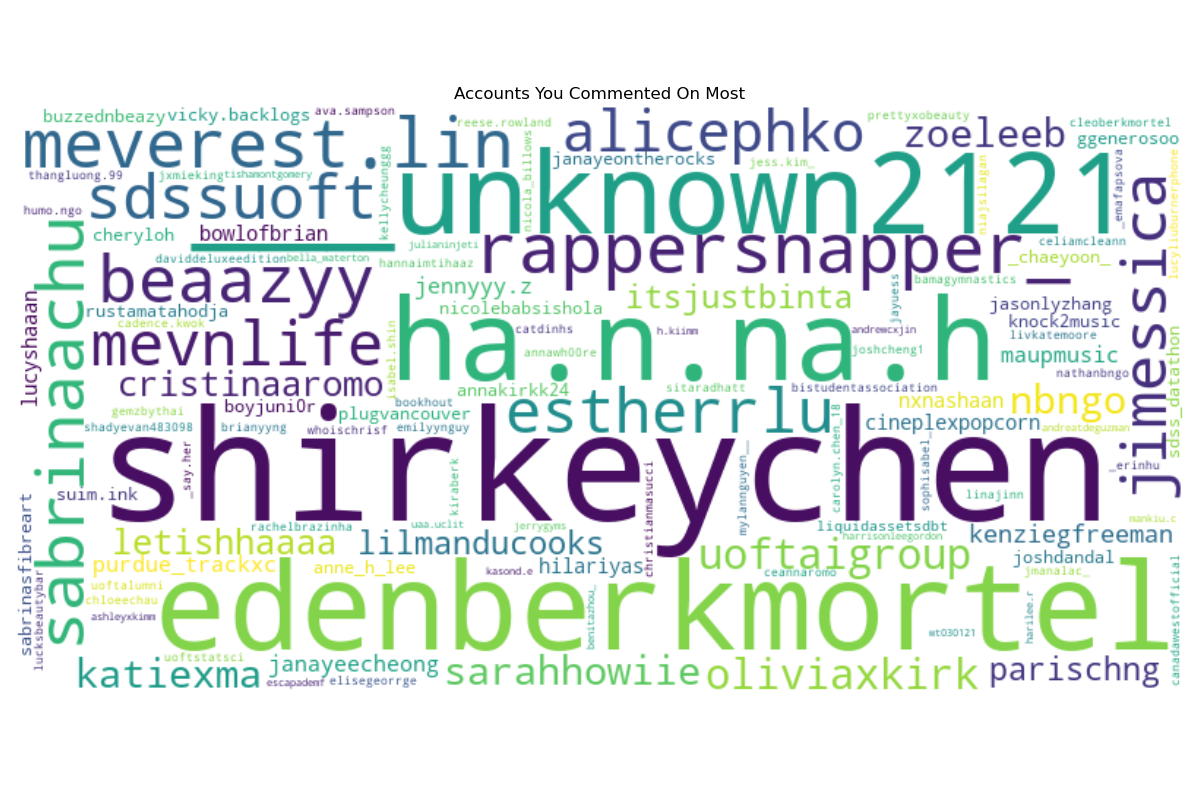 Accounts You Commented On Most
buzzednbeazy
vicky.backlogs
ava.sampson
reese.rowland
prettyxobeauty
cleoberkmortel
meverest.lin
alicephko
zoeleeb
ggenerosoo
janayeontherocks
jess.kim_
thangluong.99
jxmieking
tishamontgomery
kellycheunggg
nicola_billows
unknown2121
niajsilagan
_emafapsova
lucyliuburnerphone
sdssuoft
humo.ngo
cheryloh
bowlofbrian
julianinjeti
rappersnapper_
celiamcleann
_chaeyoon_
jimessica
sabrinaachu
daviddeluxeedition
bella_waterton
hannaimtihaaz
beaazyy
jennyyy.z
itsjustbinta
jayuess
bamagymnastics
nicolebabsishola
jasonlyzhang
knock2music
livkatemoore
lucyshaaan
rustamatahodja
cadence.kwok
isabel.shin
ha.n.na.h
catdinhs
h.kiimm
andrewcxjin
annawh00re
joshcheng1
maupmusic
nathanbngo
mevnlife
cristinaaromo
annakirkk24
sitaradhatt
bistudentassociation
sdss_datathon
gemzbythai
boyjuni0r
bookhout
plugvancouver
estherrlu
nxnashaan
nbngo
shadyevan483098
brianyyng
whoischrisf
emilyynguy
carolyn.chen_18
cineplexpopcorn
andreatdeguzman
shirkeychen
_say.her
kiraberk
christianmasucci
mylannguyen__
sophisabel_
_erinhu
suim.ink
linajinn
mankiu.c
sabrinasfibreart
rachelbrazinha
uaa.uclit
jerrygyms
liquidassetsdbt
harrisonleegordon
kenziegfreeman
letishhaaaa
lilmanducooks
uoftaigroup
joshdandal
purdue_trackxc
anne_h_lee
kasond.e
hilariyas
ceannaromo
jmanalac_
lucksbeautybar
uoftalumni
chloeechau
ashleyxkimm
edenberkmortel
benitazhou_
wt030121
harilee.r
canadawestofficial
uoftstatsci
katiexma
janayeecheong
escapademf
elisegeorrge
sarahhowiie
oliviaxkirk
parischng